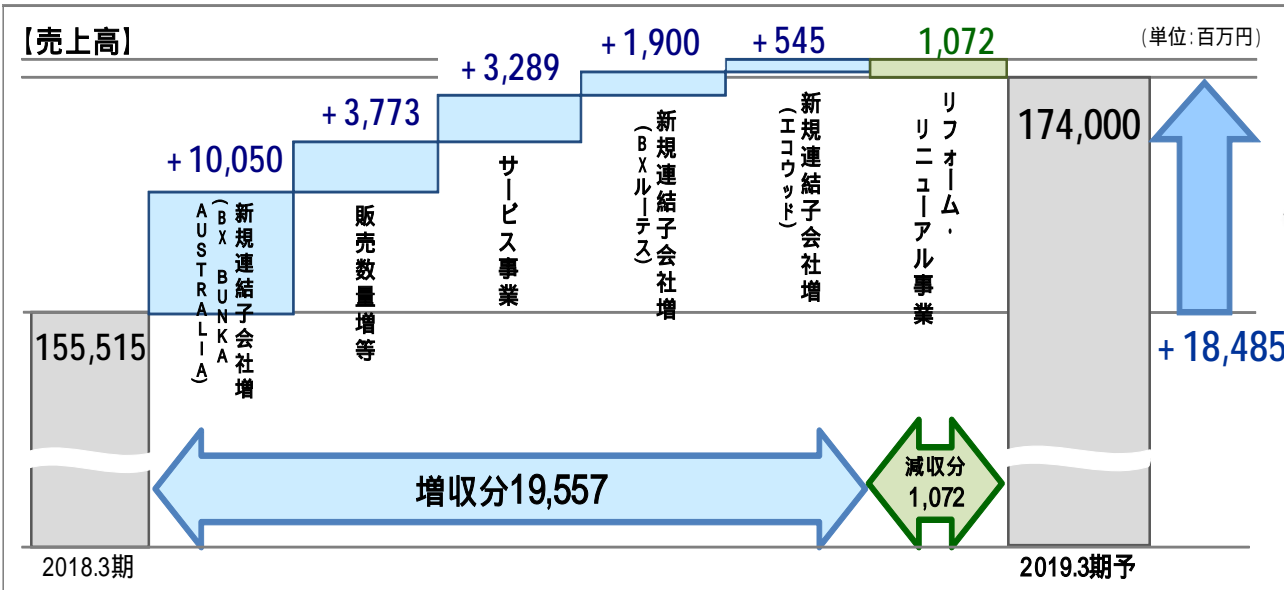 【売上高】
(単位:百万円)
+10,050
+3,773
+3,289
+1,900
+545
1,072
新規連結子会社増
(BX BUNKA
AUSTRALIA)
販売数量増等
サービス事業
新規連結子会社増
(BXルーテス)
新規連結子会社増
(エコウッド)
リフォーム・
リニューアル事業
155,515
174,000
+18,485
増収分19,557
減収分
1,072
2018.3期
2019.3期予